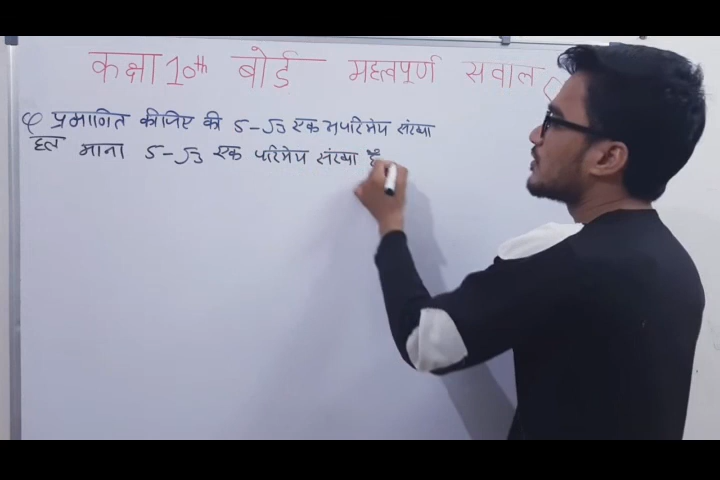 कक्षा 10th बोर्ड महत्वपूर्ण सवाल
Q प्रमाणित कीजिए की 5-√3 एक अपरिमेय संख्या
हल माना 5-√3 एक परिमेय संख्या है